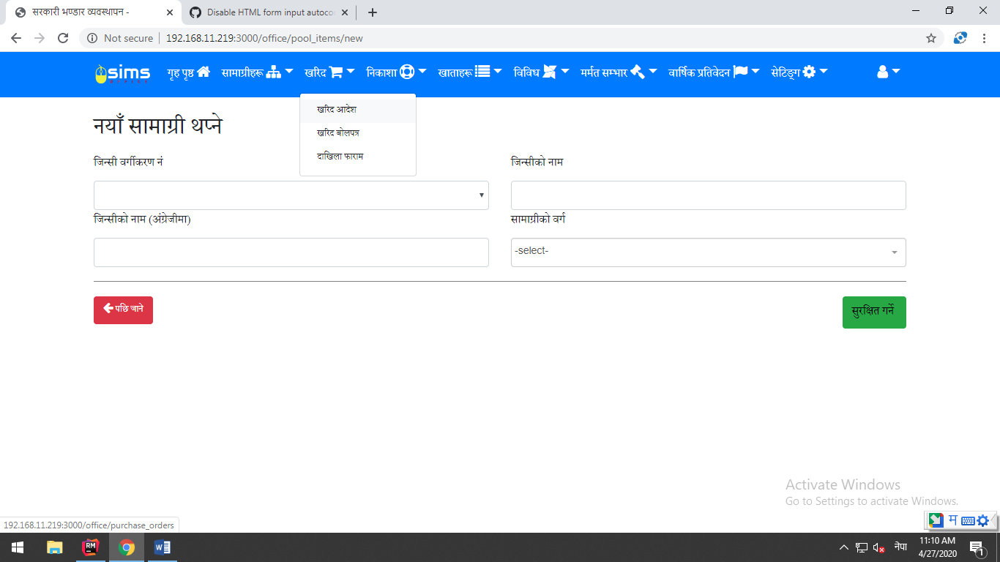 सरकारी भण्डार व्यवस्थापन -
Disable HTML form input autoco
Not secure
192.168.11.219:3000/office/pool_items/new
sims
गृह पृष्ठ
सामाग्रीहरू
खरिद
निकाशा
खाताहरू
विविध
मर्मत सम्भार
वार्षिक प्रतिवेदन
सेटिङ्ग
खरिद आदेश
खरिद बोलपत्र
दाखिला फाराम
नयाँ सामाग्री थप्ने
जिन्सी वर्गीकरण नं
जिन्सीको नाम
जिन्सीको नाम (अंग्रेजीमा)
सामाग्रीको वर्ग
-select-
पछि जाने
सुरक्षित गर्ने
Activate Windows
Go to Settings to activate Windows.
192.168.11.219:3000/office/purchase_orders
म
RM
W
नेपा
11:10 AM
4/27/2020
1